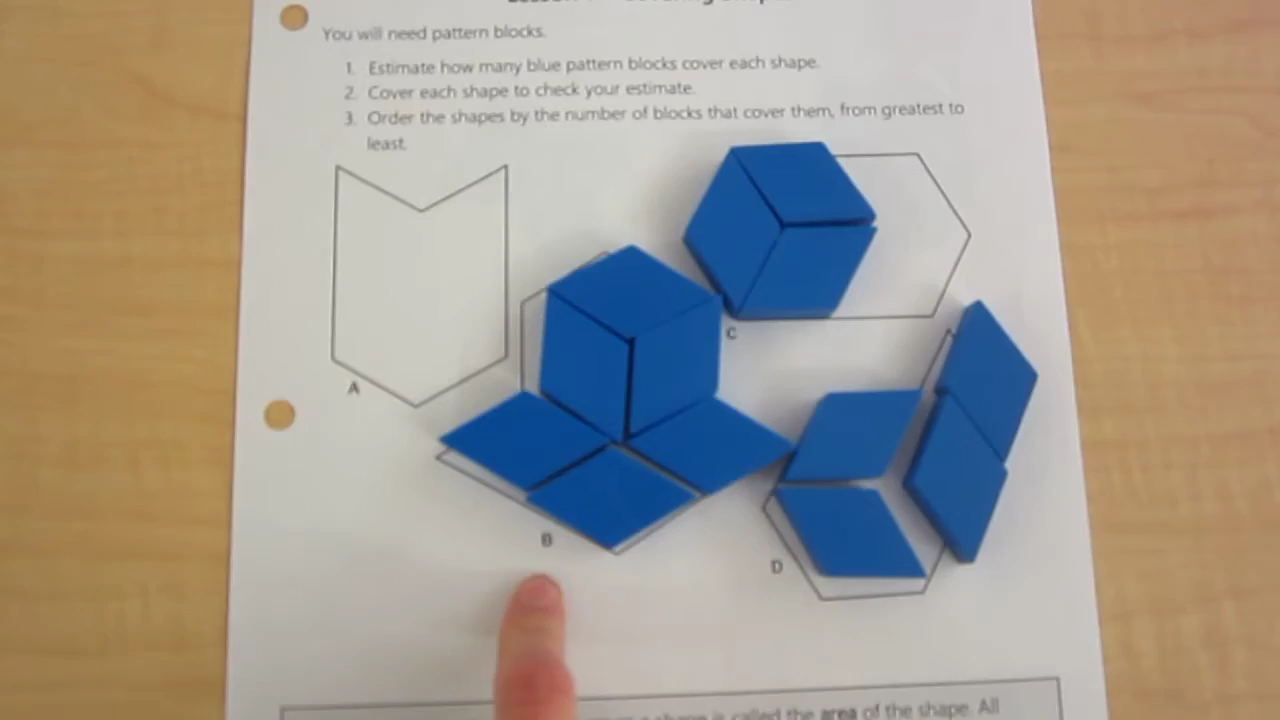 You will need pattern blocks.
1. Estimate how many blue pattern blocks cover each shape.
2. Cover each shape to check your estimate.
3. Order the shapes by the number of blocks that cover them, from greatest to
least.
A
C
B
D
a shape is called the area of the shape. All